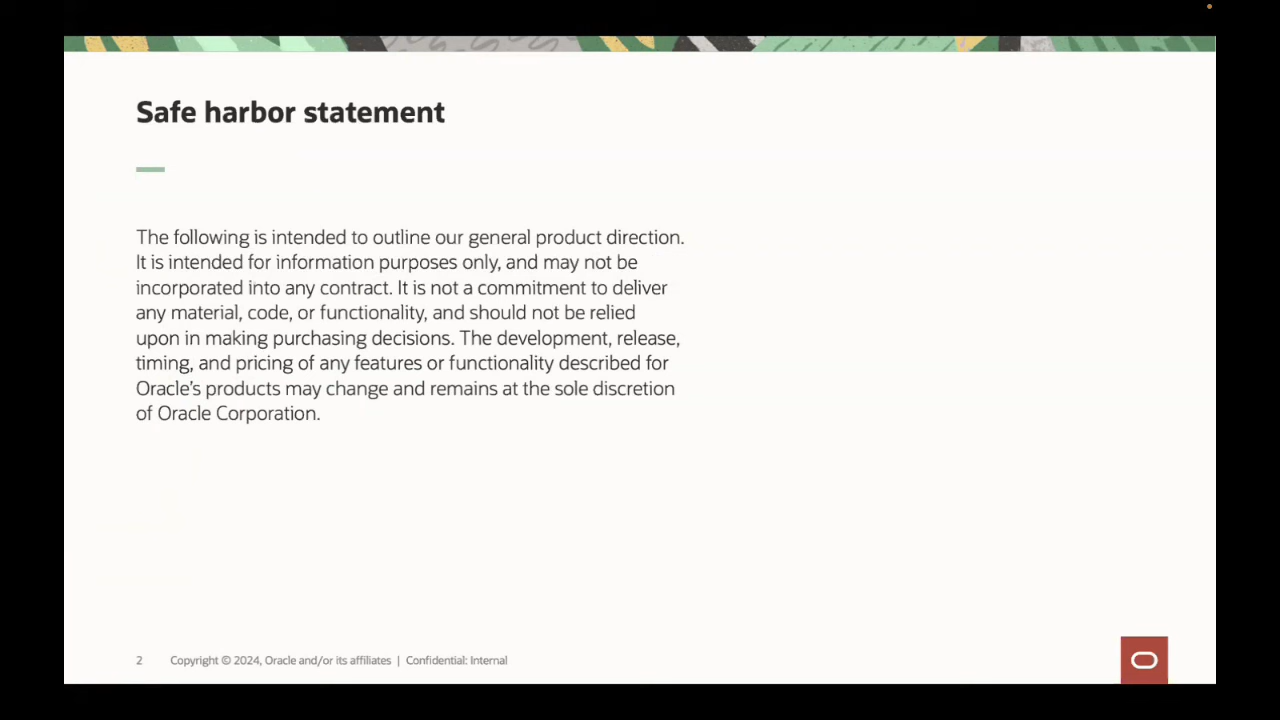 Safe harbor statement
The following is intended to outline our general product direction.
It is intended for information purposes only, and may not be
incorporated into any contract. It is not a commitment to deliver
any material, code, or functionality, and should not be relied
upon in making purchasing decisions. The development, release,
timing, and pricing of any features or functionality described for
Oracle’s products may change and remains at the sole discretion
of Oracle Corporation.
2 Copyright © 2024, Oracle and/or its affiliates | Confidential: Internal